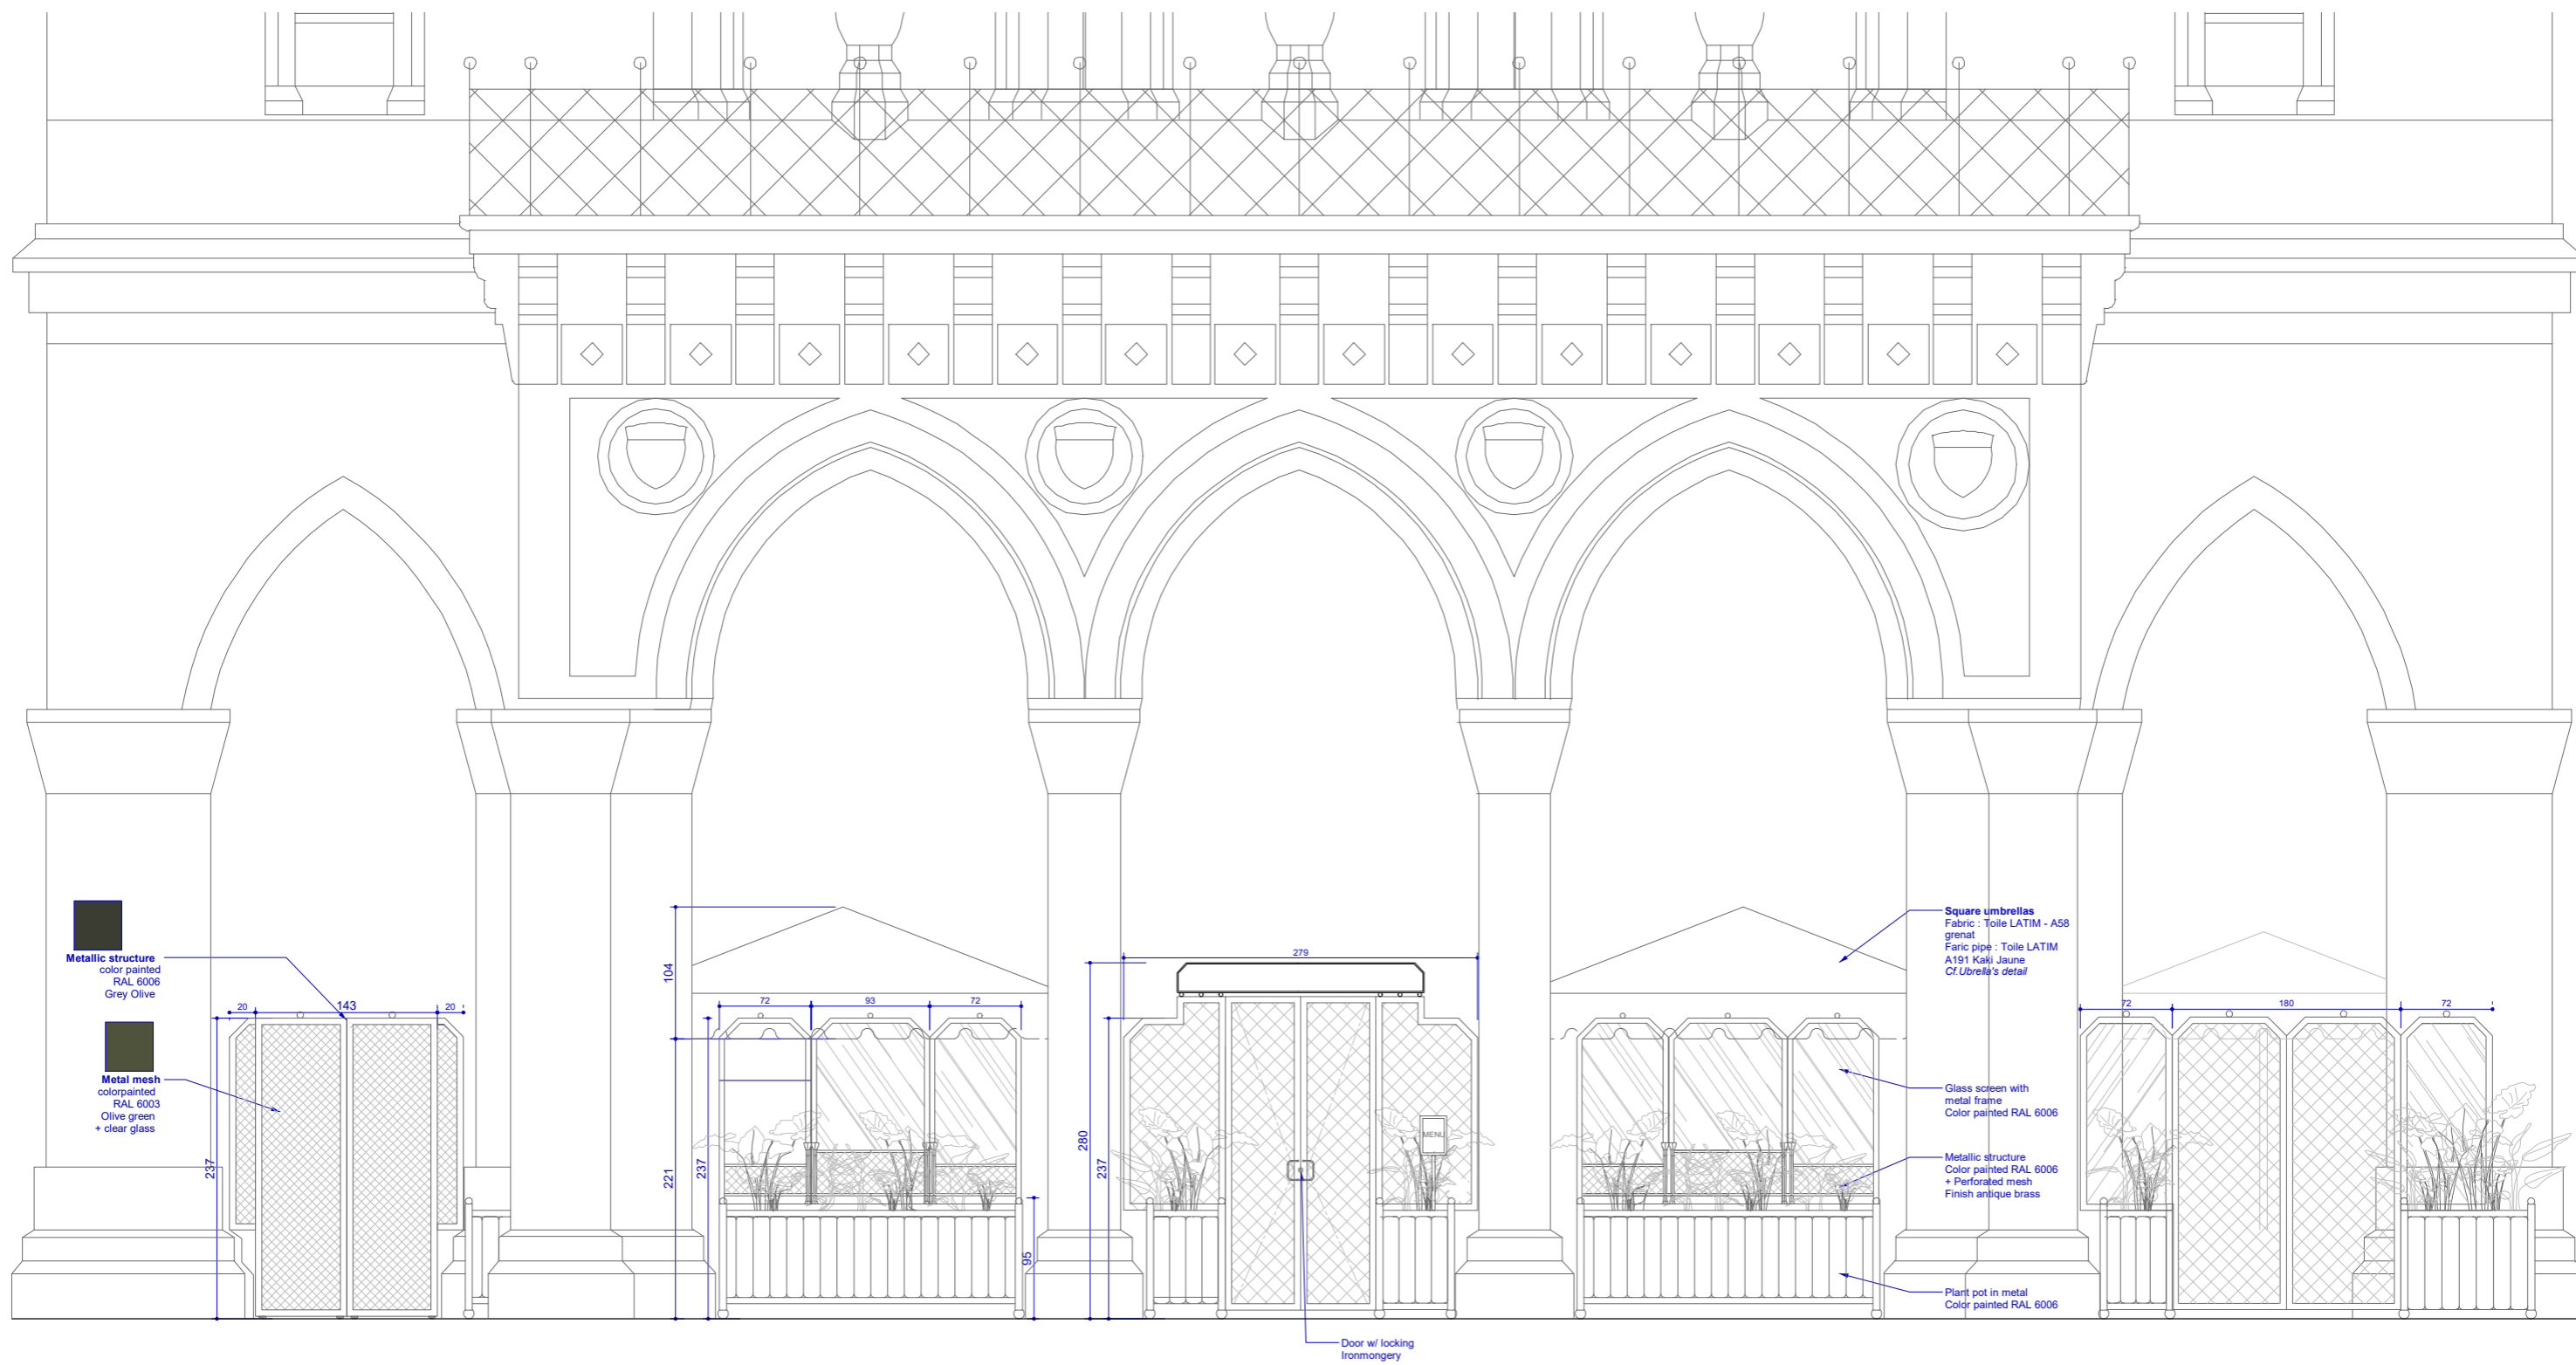 Metallic structure
color painted
RAL 6006
Grey Olive
Metal mesh
colorpainted
RAL 6003
Olive green
+ clear glass
20
143
20
237
104
221
237
72
93
72
95
280
237
279
MENU
Door w/ locking
Ironmongery
Square umbrellas
Fabric : Toile LATIM - A58
grenat
Faric pipe : Toile LATIM
A191 Kaki Jaune
Cf.Ubrella's detail
Glass screen with
metal frame
Color painted RAL 6006
Metallic structure
Color painted RAL 6006
+ Perforated mesh
Finish antique brass
Plant pot in metal
Color painted RAL 6006
72
180
72